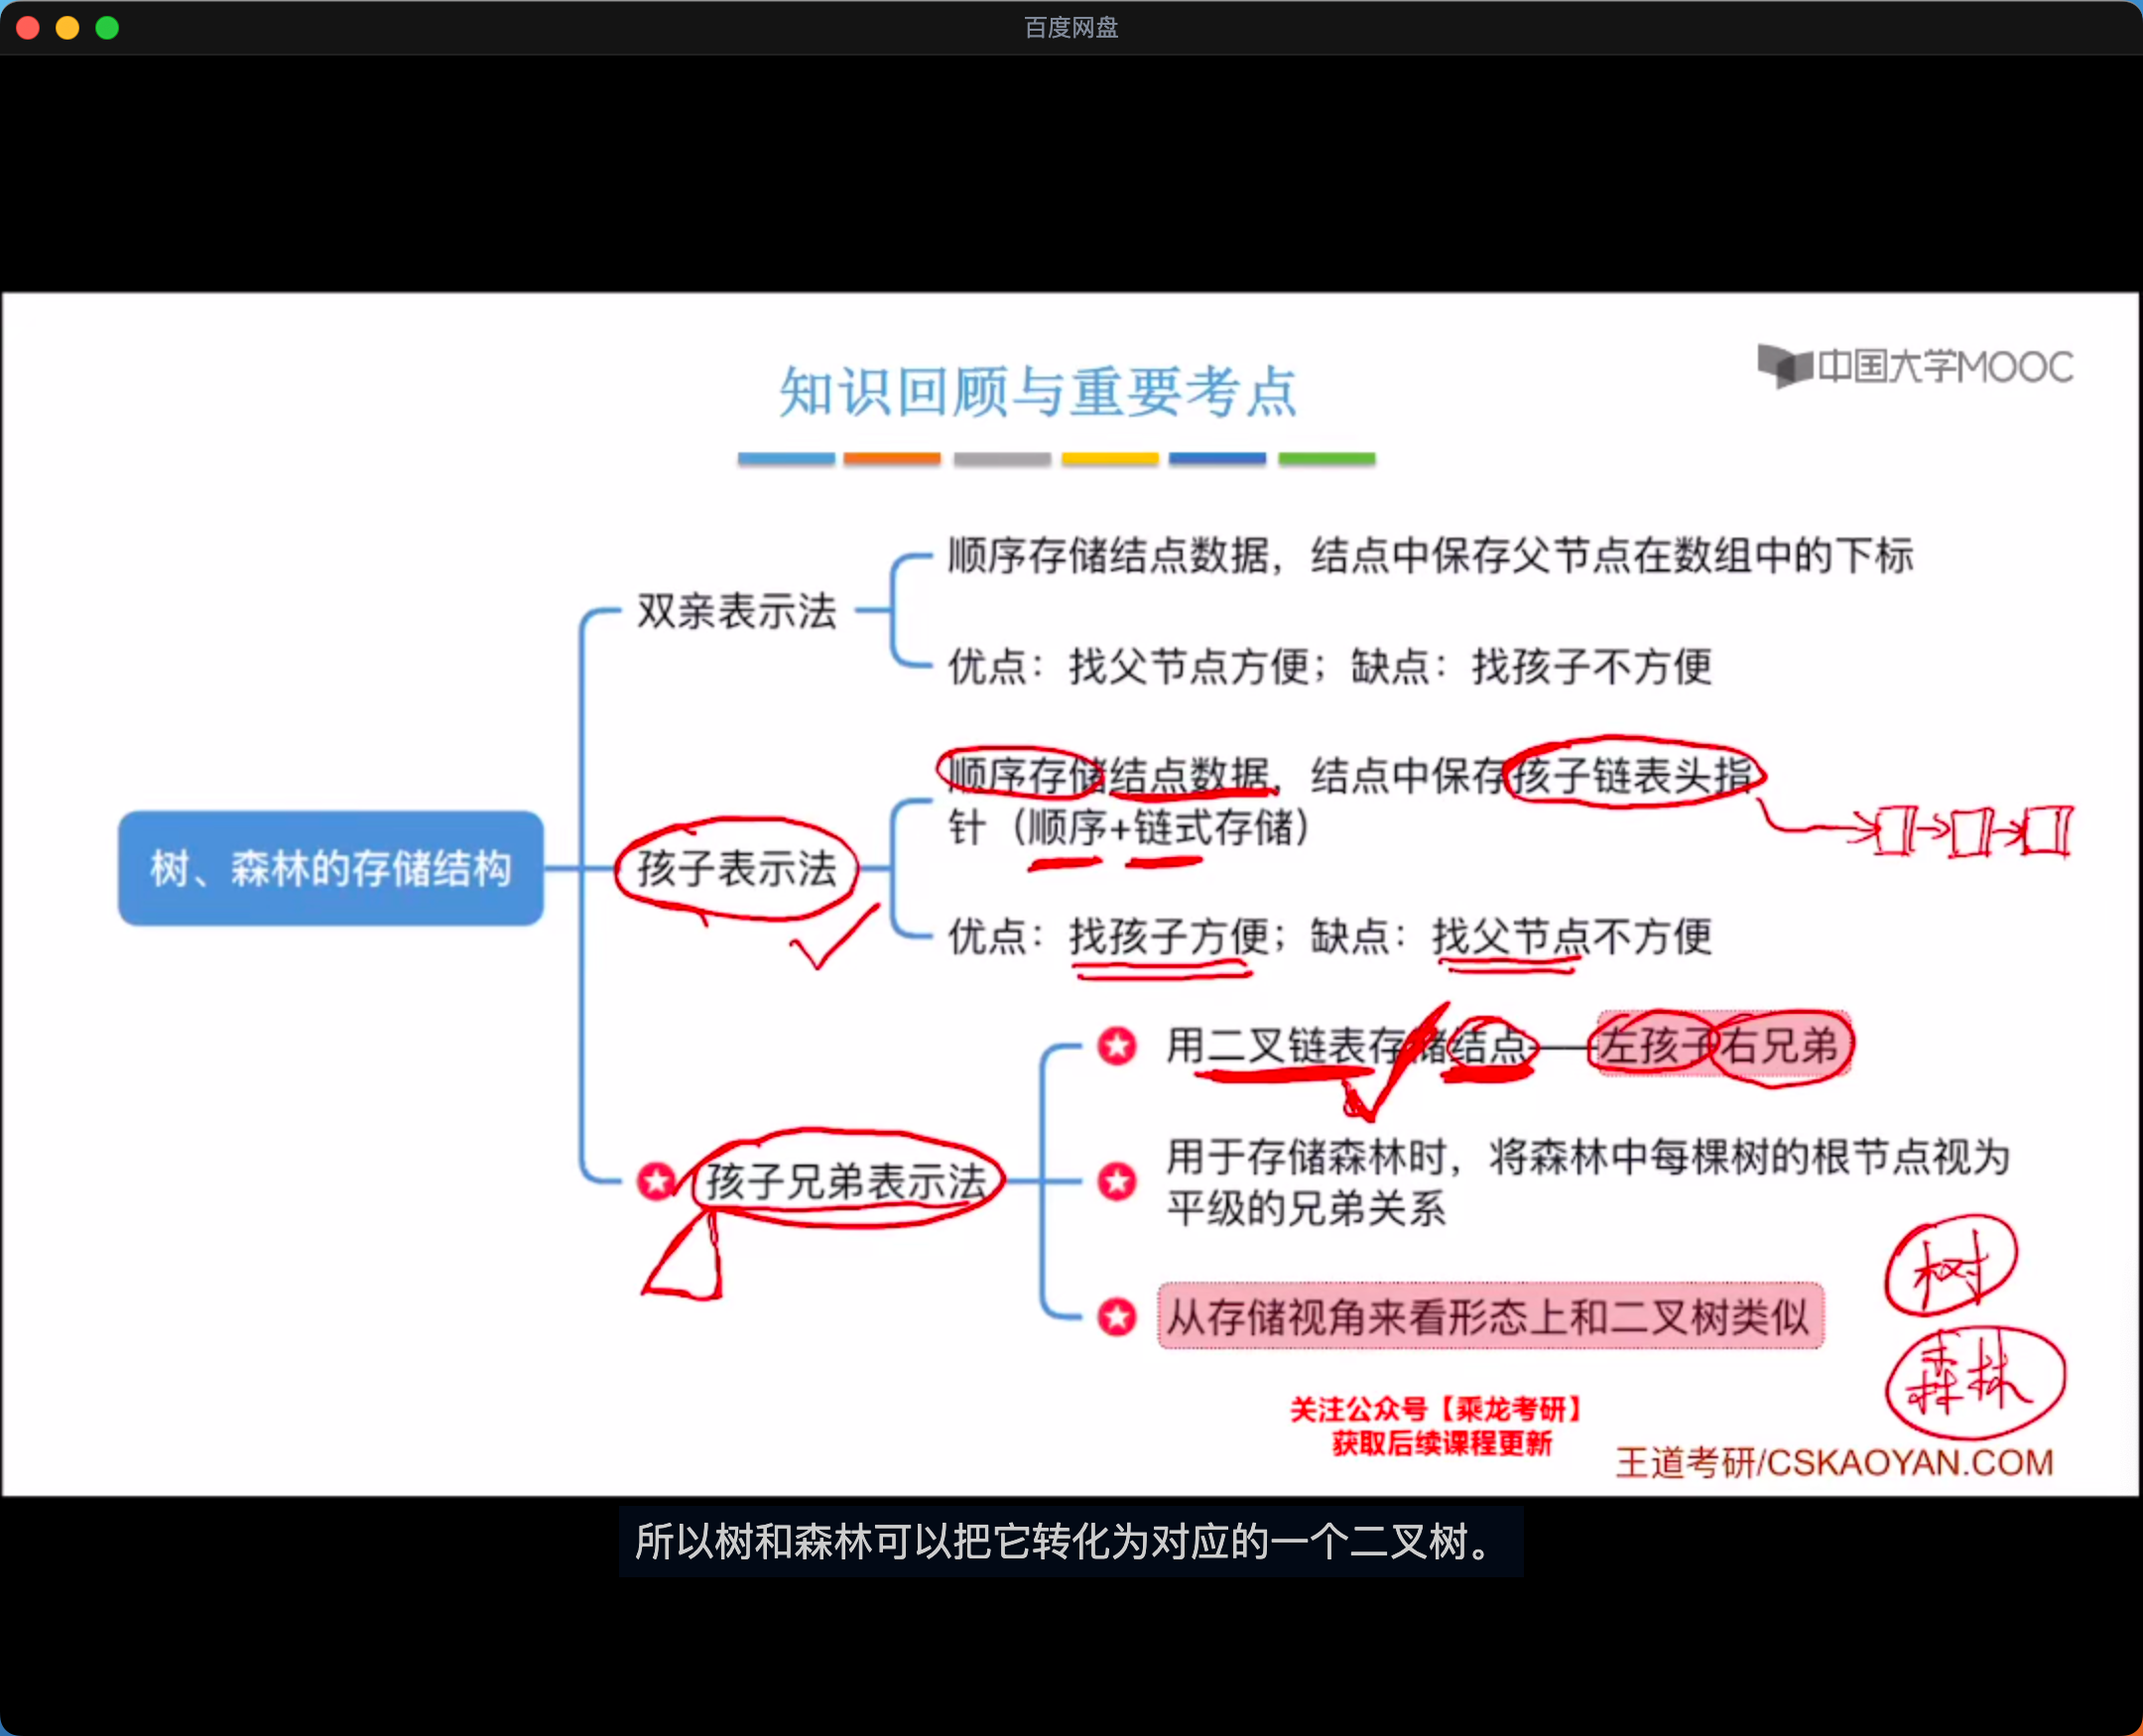 百度网盘
中国大学MOOC
知识回顾与重要考点
树、森林的存储结构
双亲表示法
顺序存储结点数据，结点中保存父节点在数组中的下标
优点：找父节点方便；缺点：找孩子不方便
孩子表示法
顺序存储结点数据，结点中保存孩子链表头指
针（顺序+链式存储）
优点：找孩子方便；缺点：找父节点不方便
孩子兄弟表示法
用二叉链表存储结点——左孩子右兄弟
用于存储森林时，将森林中每棵树的根节点视为
平级的兄弟关系
从存储视角来看形态上和二叉树类似
树
森林
关注公众号【乘龙考研】
获取后续课程更新
王道考研/CSKAOYAN.COM
所以树和森林可以把它转化为对应的一个二叉树。